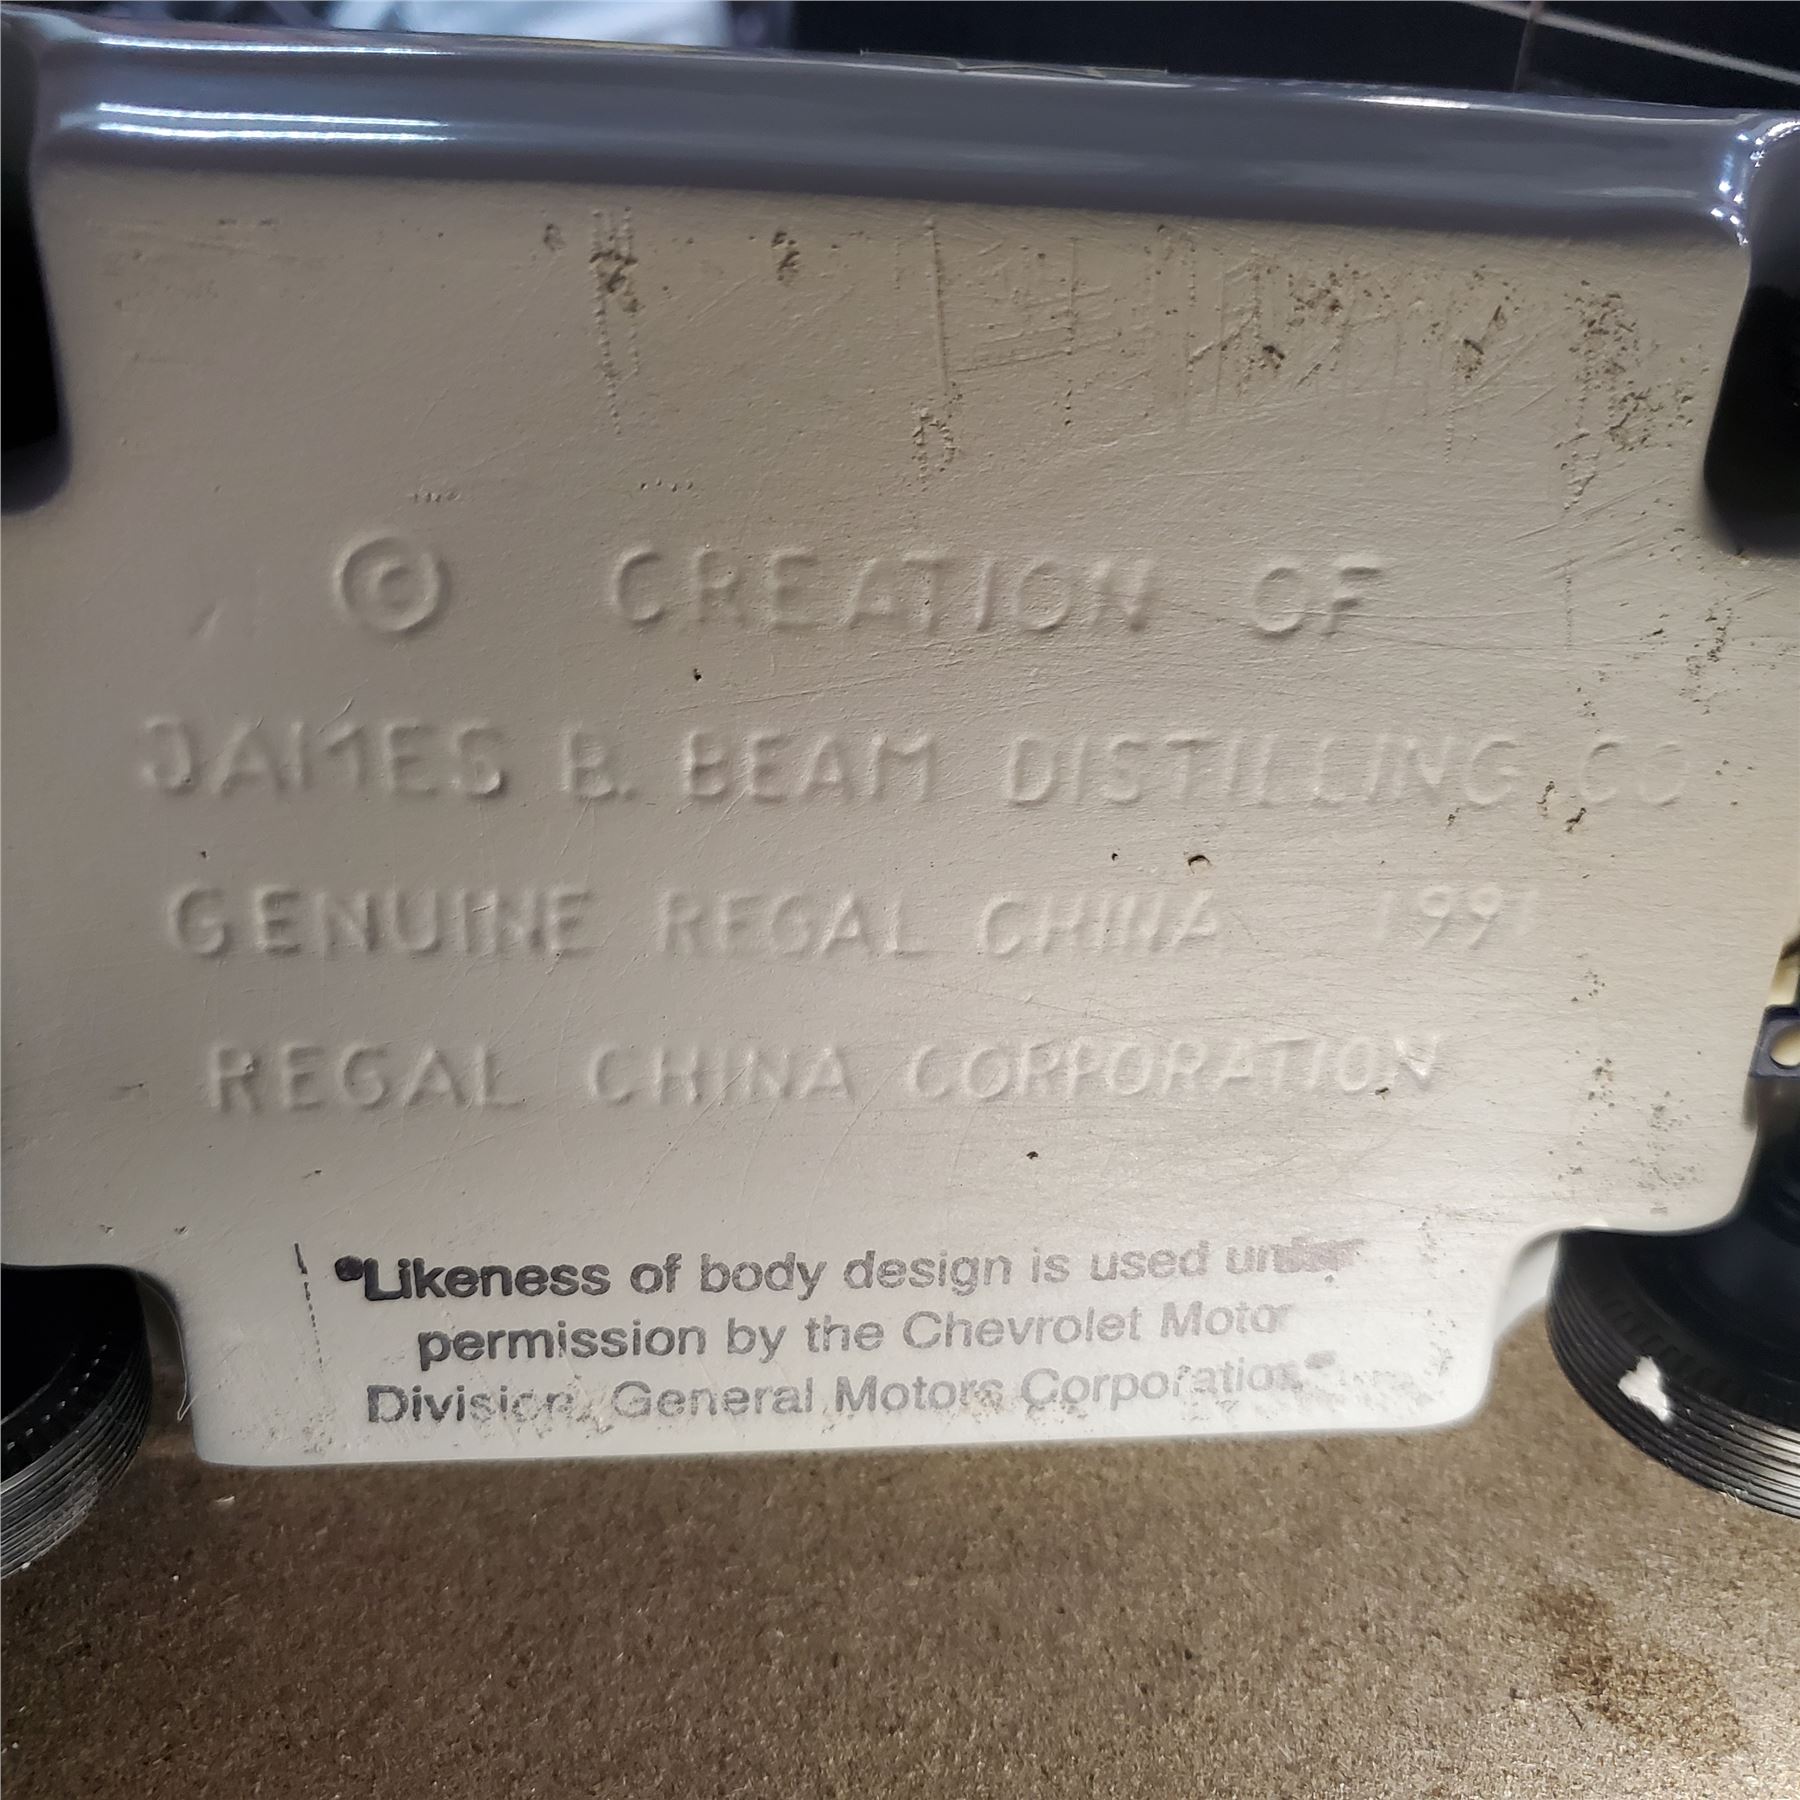 © CREATION OF
JAMES B. BEAM DISTILLING CO
GENUINE REGAL CHINA 1991
REGAL CHINA CORPORATION
•Likeness of body design is used under
permission by the Chevrolet Motor
Division, General Motors Corporation•